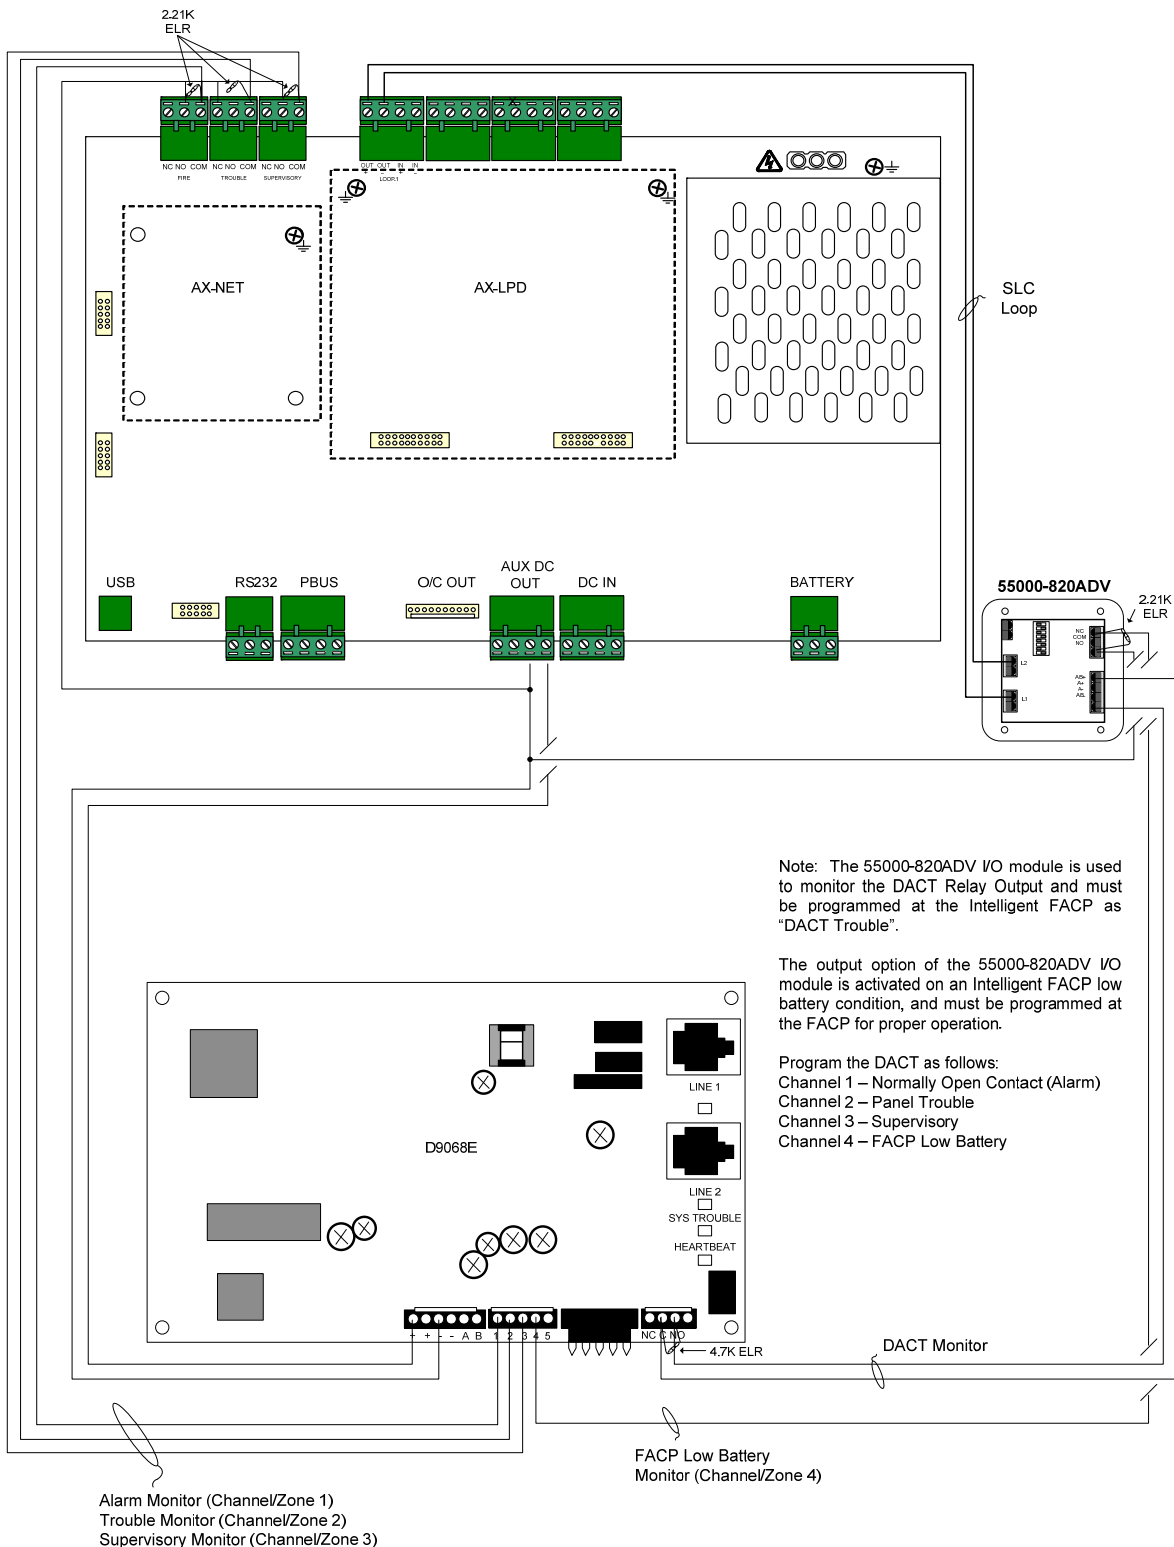 2.21K
ELR
NC NO COM NC NO COM NC NO COM
FIRE TROUBLE SUPERVISORY
OUT OUT IN IN
+ - + -
LOOP.1
AX-NET
AX-LPD
SLC
Loop
USB
RS232
PBUS
O/C OUT
AUX DC
OUT
DC IN
BATTERY
55000-820ADV
2.21K
ELR
NC
COM
NO
L2
AB+
A+
A-
AB-
L1
Note: The 55000-820ADV I/O module is used
to monitor the DACT Relay Output and must
be programmed at the Intelligent FACP as
“DACT Trouble”.
The output option of the 55000-820ADV I/O
module is activated on an Intelligent FACP low
battery condition, and must be programmed at
the FACP for proper operation.
Program the DACT as follows:
Channel 1 – Normally Open Contact (Alarm)
Channel 2 – Panel Trouble
Channel 3 – Supervisory
Channel 4 – FACP Low Battery
LINE 1
D9068E
LINE 2
SYS TROUBLE
HEARTBEAT
+ + - - A B 1 2 3 4 5
NC C NO
4.7K ELR
DACT Monitor
FACP Low Battery
Monitor (Channel/Zone 4)
Alarm Monitor (Channel/Zone 1)
Trouble Monitor (Channel/Zone 2)
Supervisory Monitor (Channel/Zone 3)